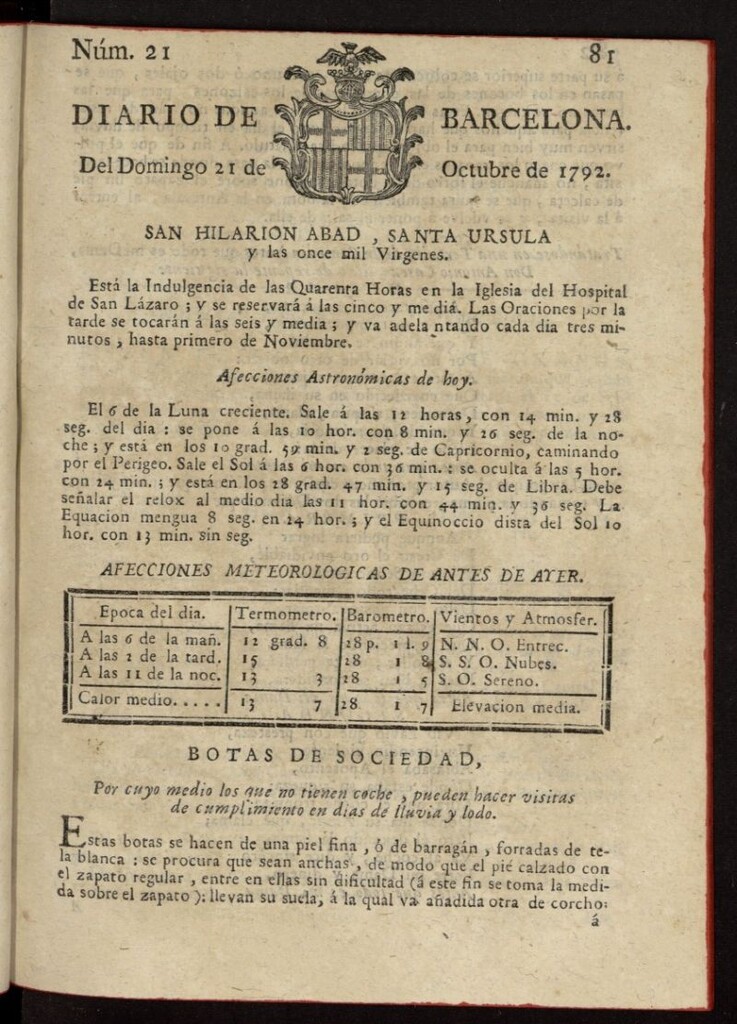 Núm. 21 81
DIARIO DE BARCELONA.
Del Domingo 21 de Octubre de 1792.
SAN HILARION ABAD, SANTA URSULA
y las once mil Virgenes.
Está la Indulgencia de las Quarenta Horas en la Iglesia del Hospital
de San Lázaro; y se reservará á las cinco y media. Las Oraciones por la
tarde se tocarán á las seis y media; y va adelantando cada dia tres mi-
nutos, hasta primero de Noviembre.
Afecciones Astronómicas de hoy.
El 6 de la Luna creciente. Sale á las 12 horas, con 14 min. y 28
seg. del dia: se pone á las 10 hor. con 8 min. y 26 seg. de la no-
che; y está en los 10 grad. 59 min. y 2 seg. de Capricornio, caminando
por el Perigeo. Sale el Sol á las 6 hor. con 36 min.: se oculta á las 5 hor.
con 24 min.; y está en los 28 grad. 47 min. y 15 seg. de Libra. Debe
señalar el relox al medio dia las 11 hor. con 44 min. y 36 seg. La
Equacion mengua 8 seg. en 24 hor.; y el Equinoccio dista del Sol 10
hor. con 13 min. sin seg.
AFECCIONES METEOROLOGICAS DE ANTES DE AYER.
Epoca del dia. Termometro. Barometro. Vientos y Atmosfer.
A las 6 de la mañ. 12 grad. 8 28 p. 1 l. 9 N. N. O. Entrec.
A las 2 de la tard. 15 28 1 8 S. S. O. Nubes.
A las 11 de la noc. 13 3 28 1 5 S. O. Sereno.
Calor medio. . . . . 13 7 28 1 7 Elevacion media.
BOTAS DE SOCIEDAD,
Por cuyo medio los que no tienen coche, pueden hacer visitas
de cumplimiento en dias de lluvia y lodo.
Estas botas se hacen de una piel fina, ó de barragán, forradas de te-
la blanca: se procura que sean anchas, de modo que el pie calzado con
el zapato regular, entre en ellas sin dificultad (á este fin se toma la medi-
da sobre el zapato): llevan su suela, á la qual va añadida otra de corcho:
á